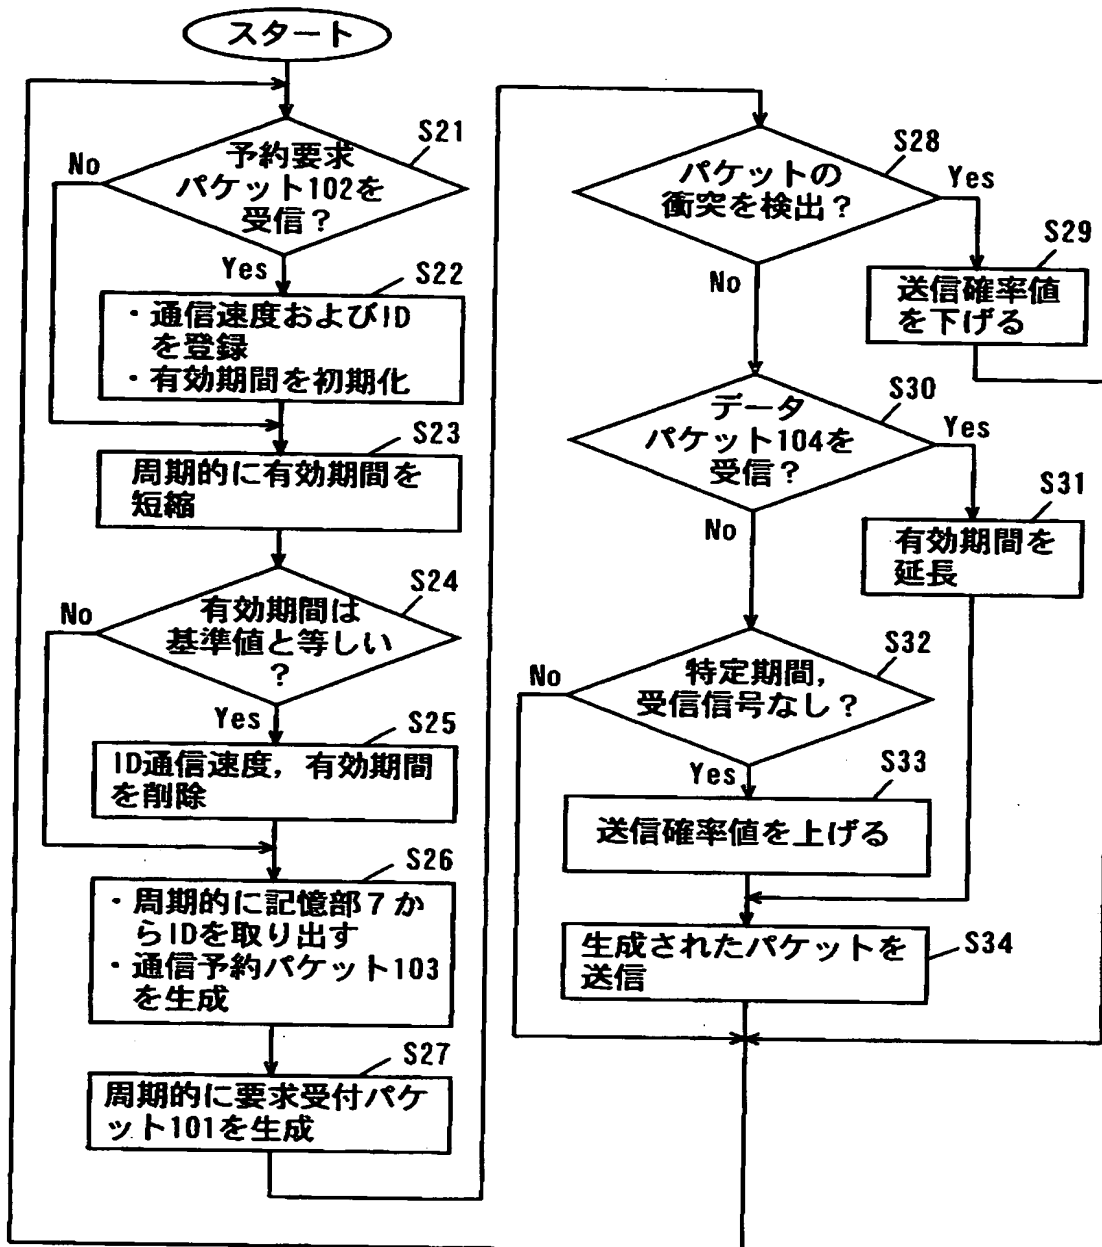 スタート
S21
No
予約要求
パケット102を
受信？
Yes
S22
・通信速度およびID
を登録
・有効期間を初期化
S23
周期的に有効期間を
短縮
S24
No
有効期間は
基準値と等しい
？
Yes
S25
ID通信速度，有効期間
を削除
S26
・周期的に記憶部７か
らIDを取り出す
・通信予約パケット103
を生成
S27
周期的に要求受付パケ
ット101を生成
S28
パケットの
衝突を検出？
Yes
S29
No
送信確率値
を下げる
S30
データ
パケット104を
受信？
Yes
S31
No
有効期間を
延長
S32
No
特定期間，
受信信号なし？
Yes
S33
送信確率値を上げる
生成されたパケットを
送信
S34